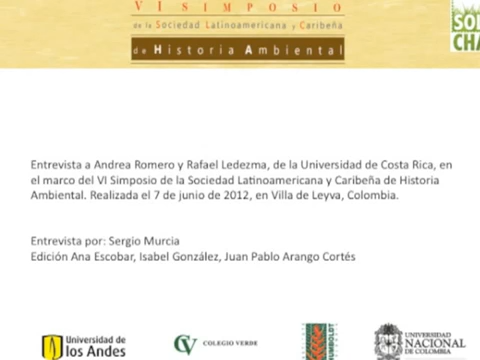 VI SIMPOSIO
de la Sociedad Latinoamericana y Caribeña
de Historia Ambiental
Entrevista a Andrea Romero y Rafael Ledezma, de la Universidad de Costa Rica, en
el marco del VI Simposio de la Sociedad Latinoamericana y Caribeña de Historia
Ambiental. Realizada el 7 de junio de 2012, en Villa de Leyva, Colombia.
Entrevista por: Sergio Murcia
Edición Ana Escobar, Isabel González, Juan Pablo Arango Cortés
Universidad de
los Andes
CV COLEGIO VERDE
HUMBOLDT
UNIVERSIDAD
NACIONAL
DE COLOMBIA